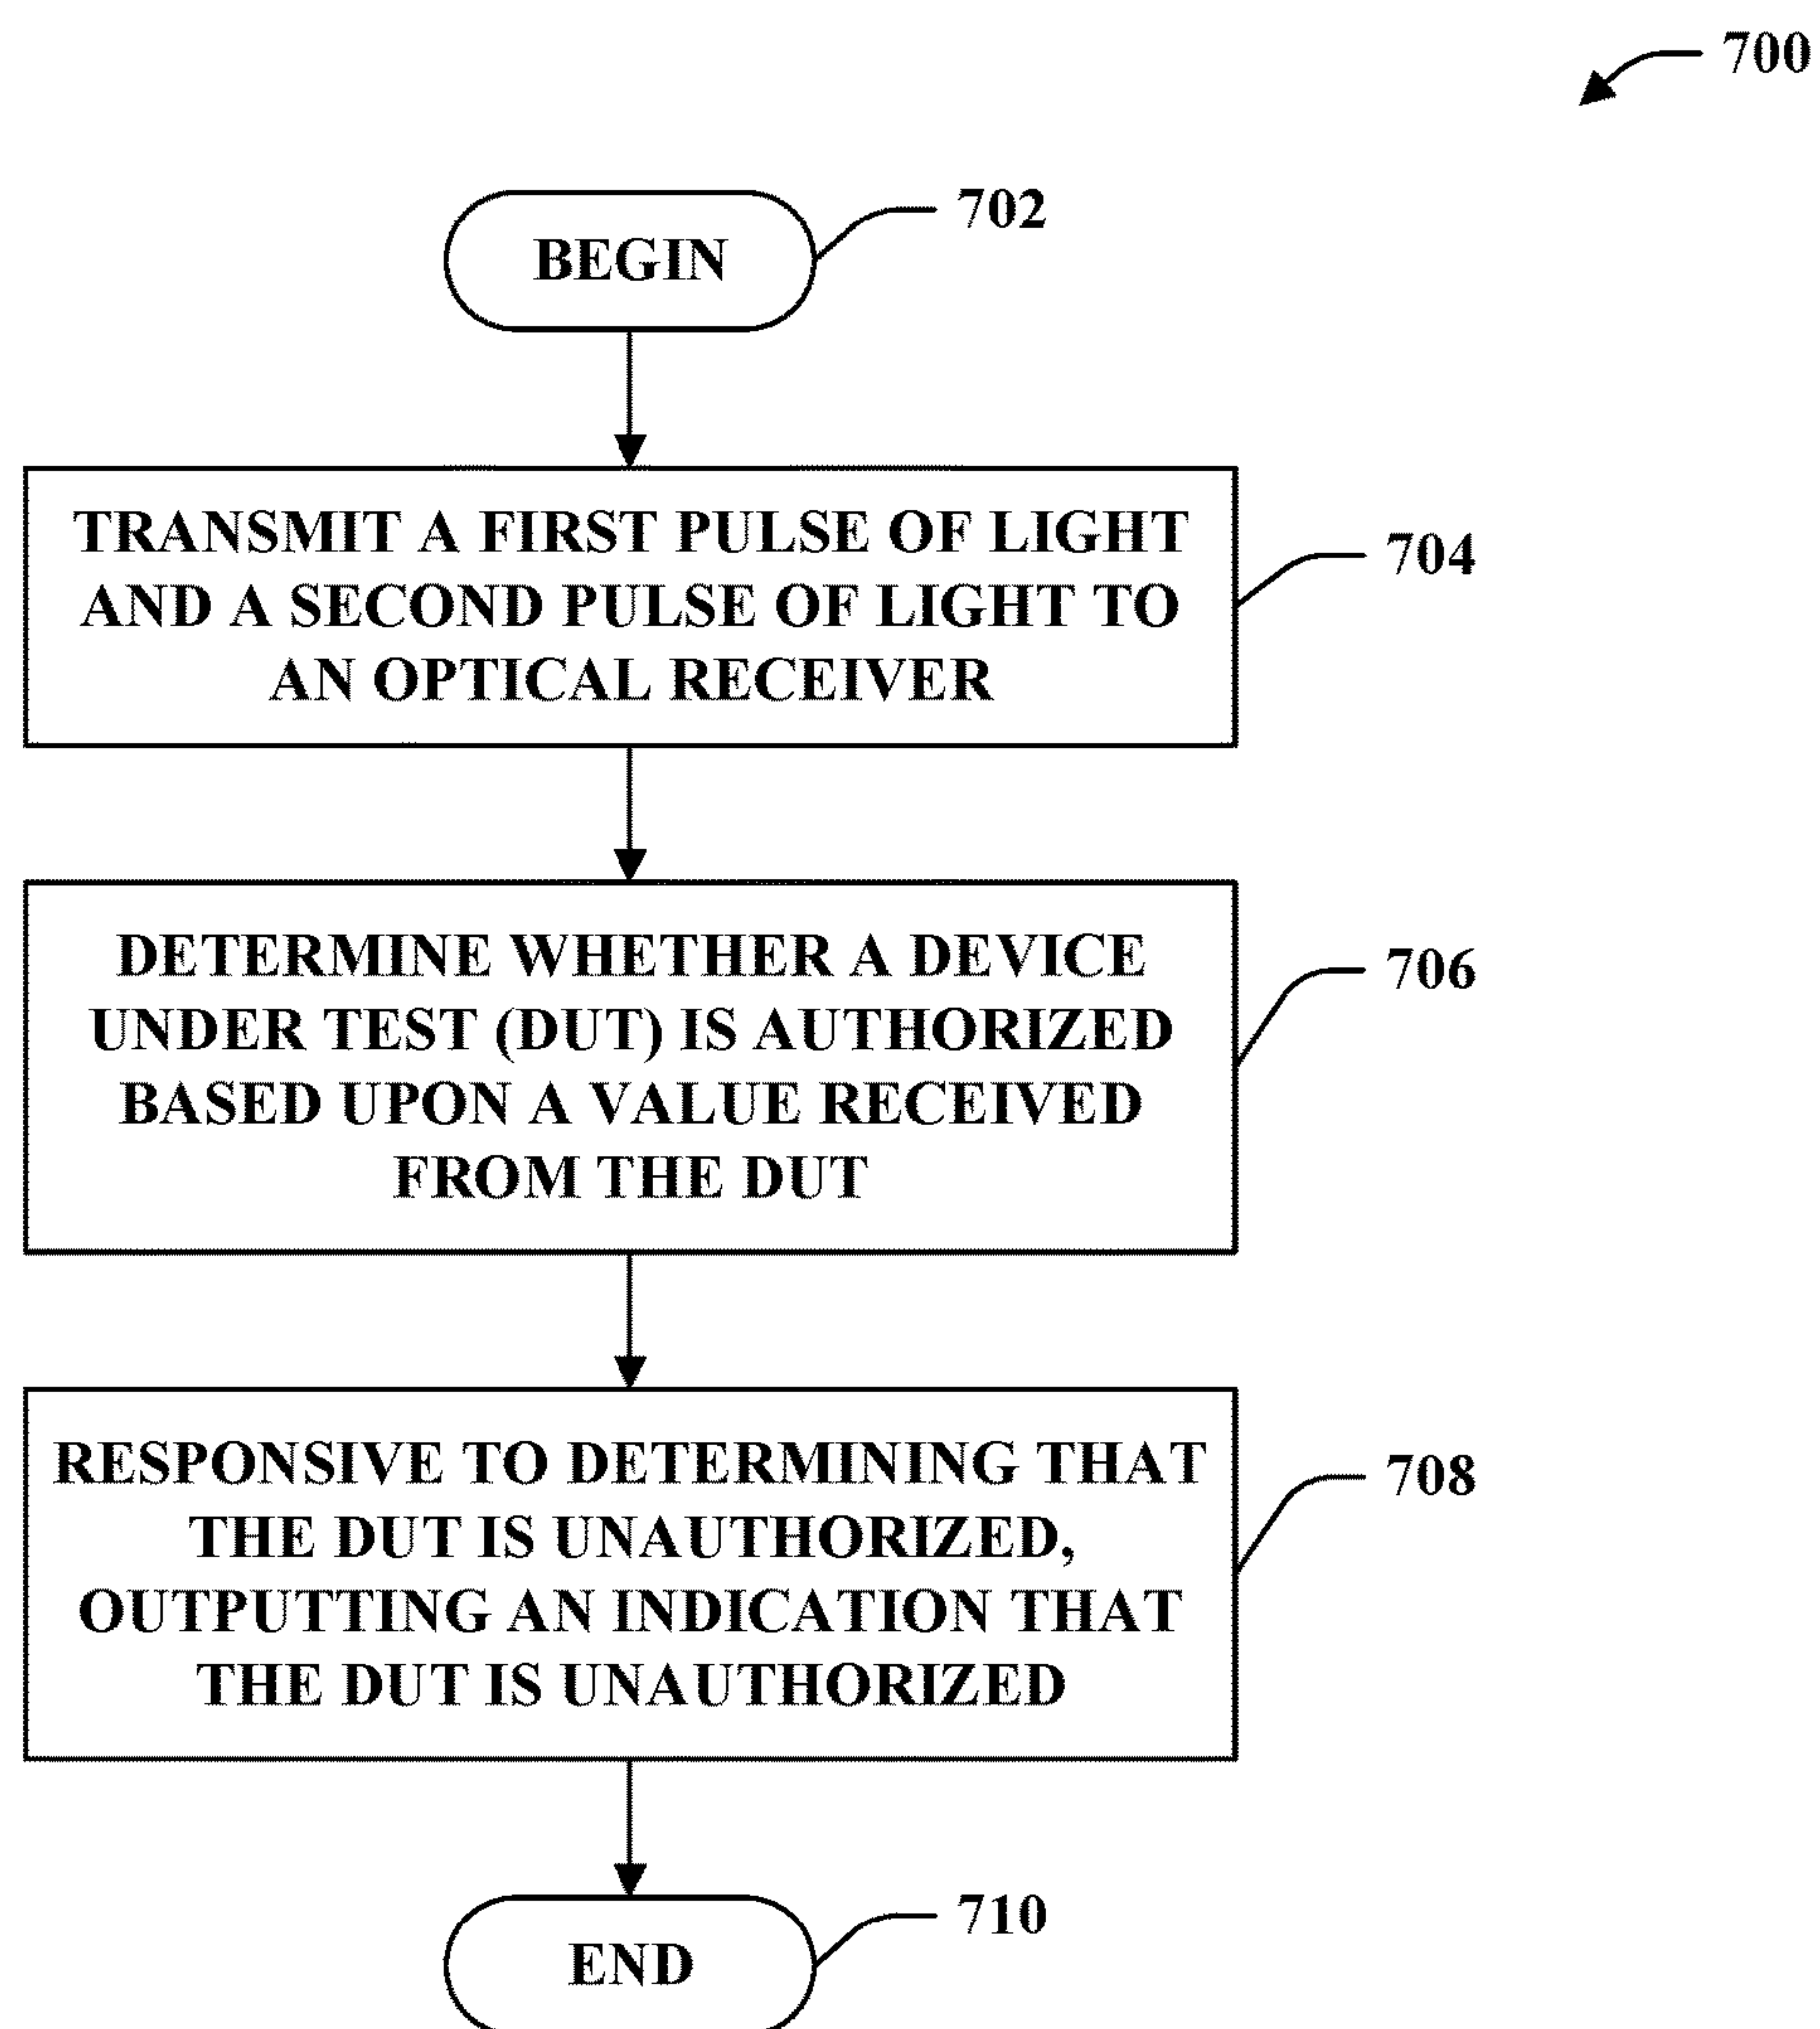 700
702
BEGIN
TRANSMIT A FIRST PULSE OF LIGHT
AND A SECOND PULSE OF LIGHT TO
AN OPTICAL RECEIVER
704
DETERMINE WHETHER A DEVICE
UNDER TEST (DUT) IS AUTHORIZED
BASED UPON A VALUE RECEIVED
FROM THE DUT
706
RESPONSIVE TO DETERMINING THAT
THE DUT IS UNAUTHORIZED,
OUTPUTTING AN INDICATION THAT
THE DUT IS UNAUTHORIZED
708
710
END